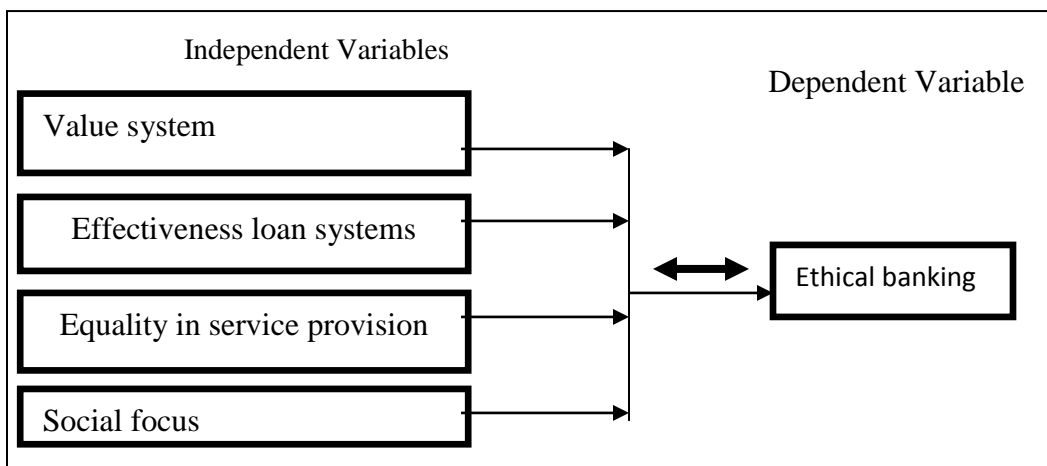 Independent Variables
Dependent Variable
Value system
Effectiveness loan systems
Equality in service provision
Social focus
Ethical banking